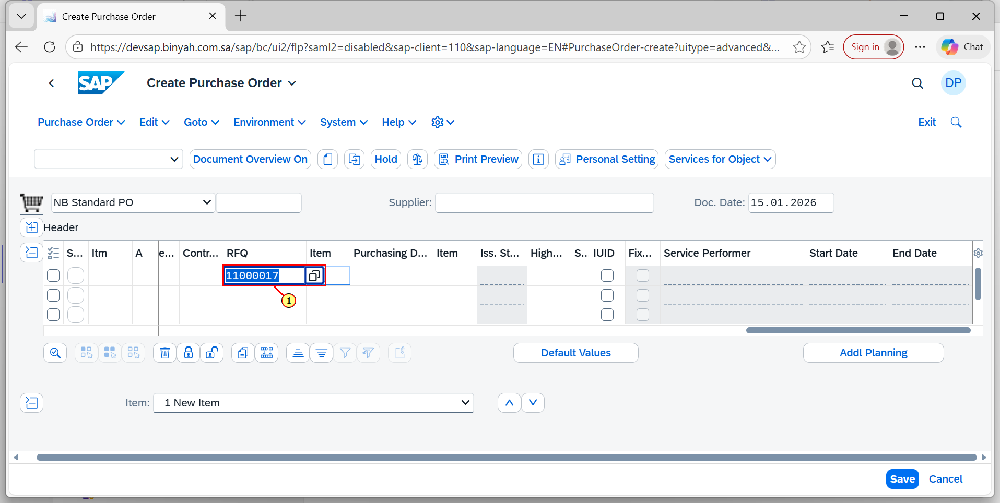 Create Purchase Order
https://devsap.binyah.com.sa/sap/bc/ui2/flp?saml2=disabled&sap-client=110&sap-language=EN#PurchaseOrder-create?uitype=advanced&... Sign in Chat
SAP Create Purchase Order DP
Purchase Order Edit Goto Environment System Help Exit
Document Overview On Hold Print Preview Personal Setting Services for Object
NB Standard PO Supplier: Doc. Date: 15.01.2026
Header
S... Itm A e... Contr... RFQ Item Purchasing D... Item Iss. St... High... S... IUID Fix... Service Performer Start Date End Date
11000017
1
Default Values Addl Planning
Item: 1 New Item
Save Cancel